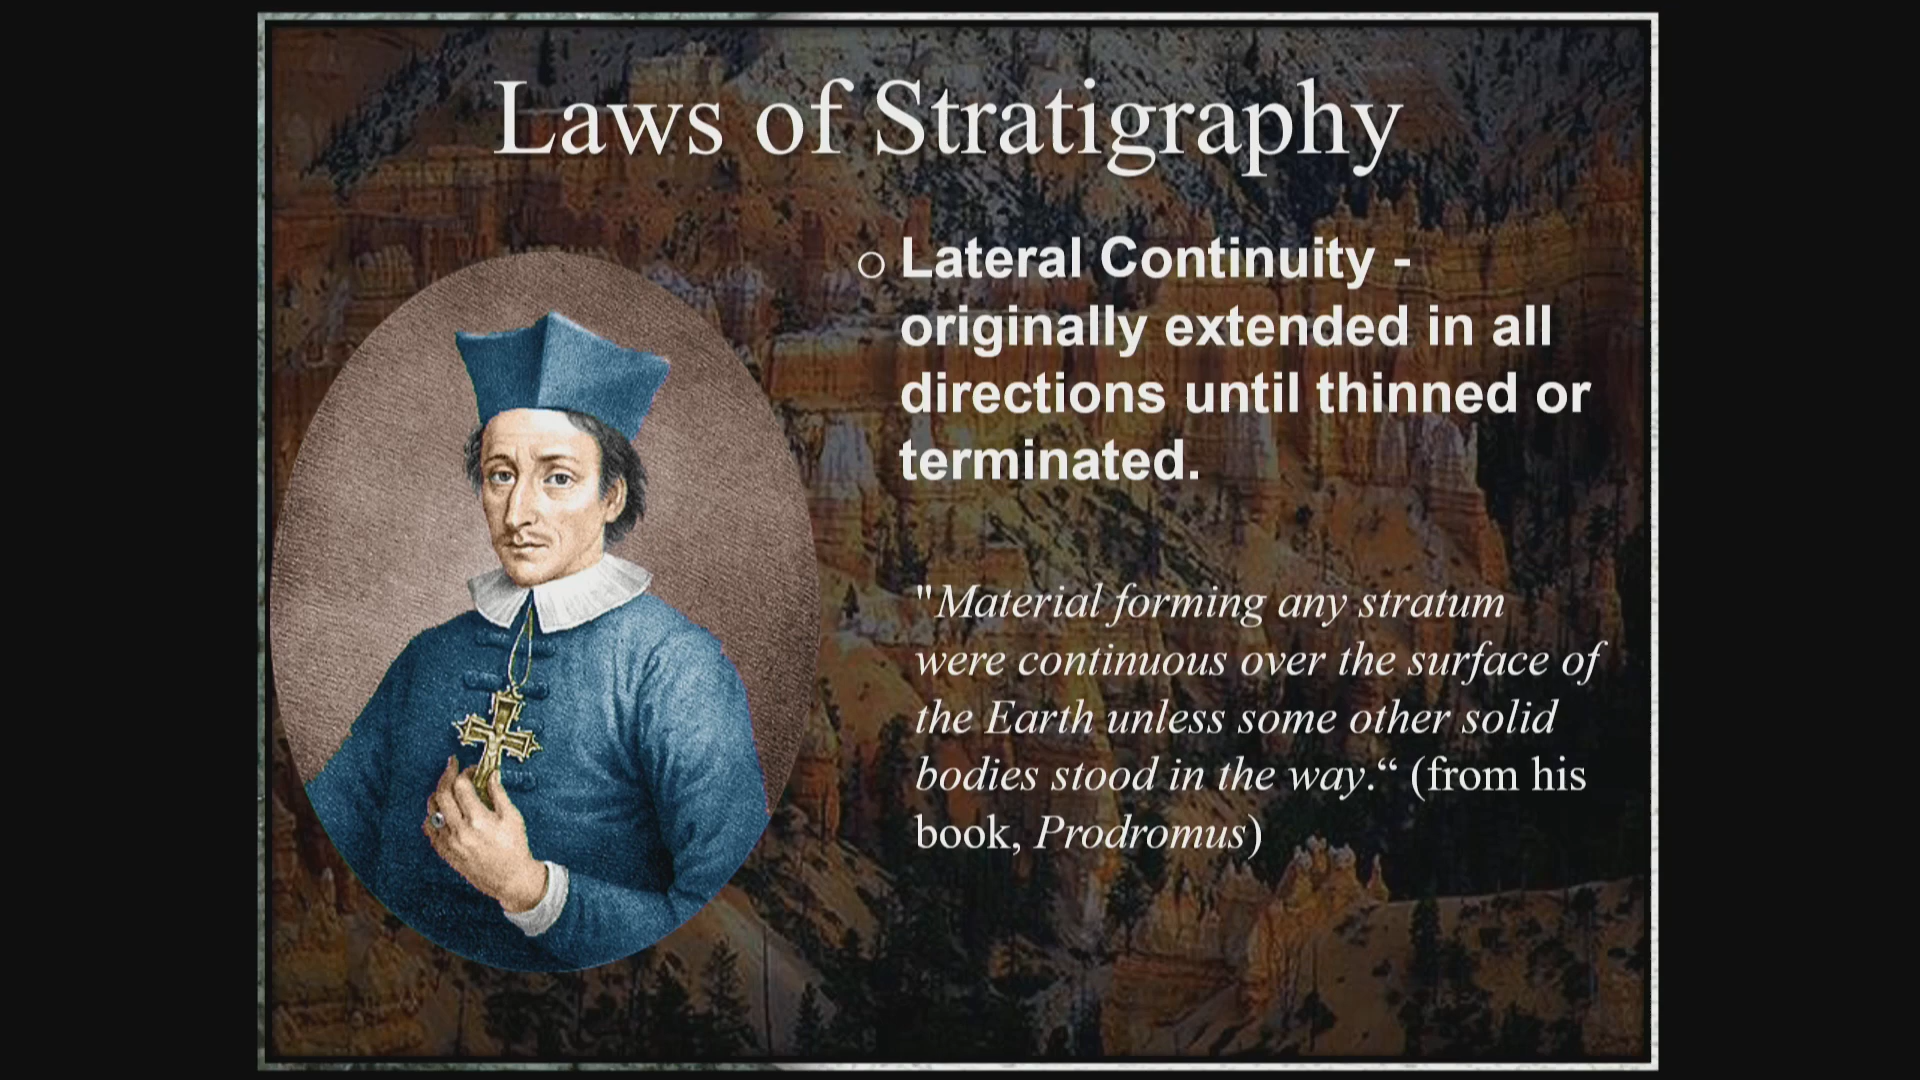 Laws of Stratigraphy
○ Lateral Continuity -
originally extended in all
directions until thinned or
terminated.
"Material forming any stratum
were continuous over the surface of
the Earth unless some other solid
bodies stood in the way.“ (from his
book, Prodromus)